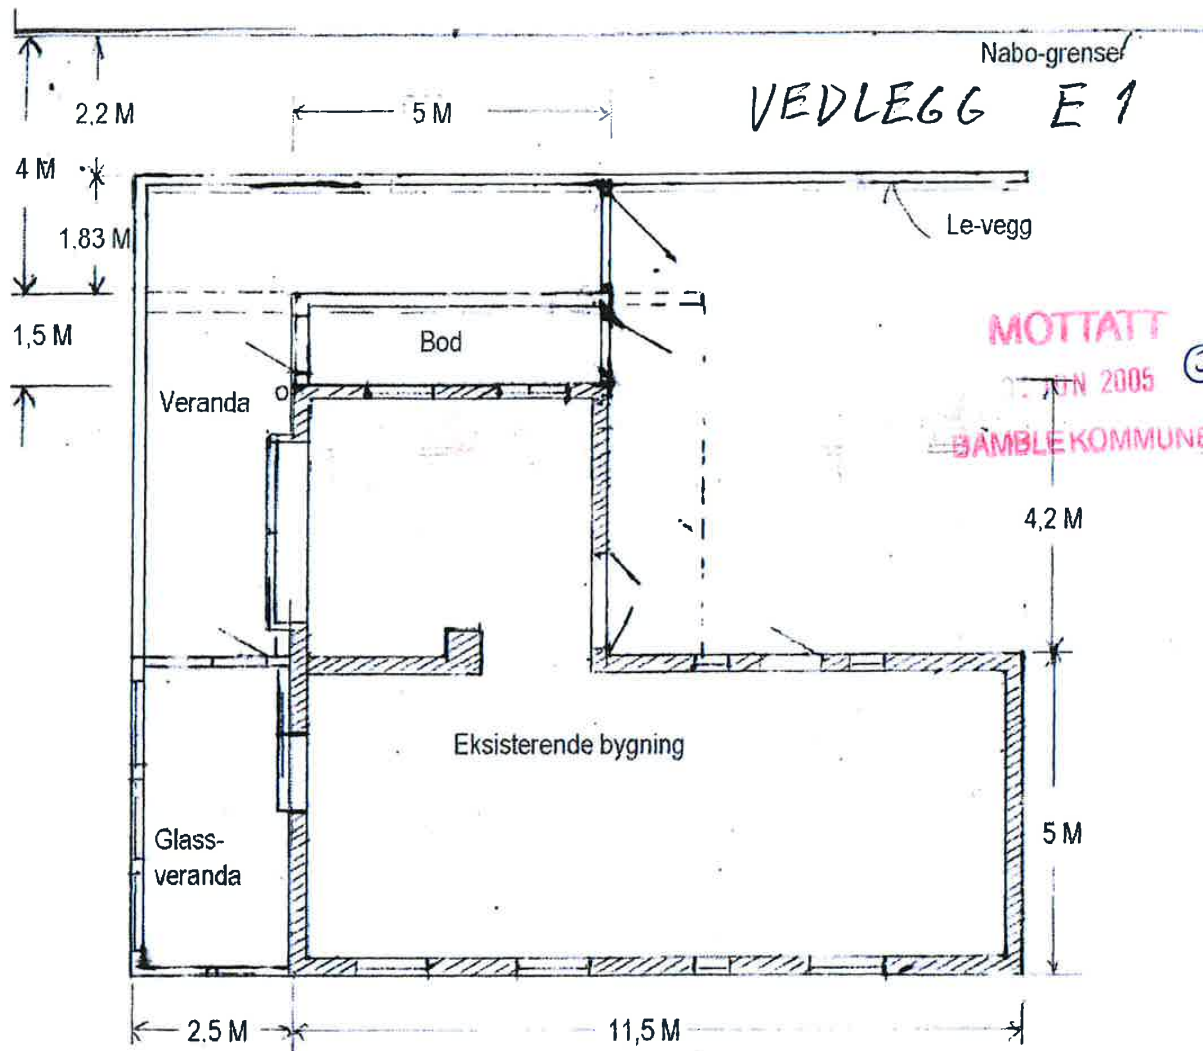 Nabo-grense
VEDLEGG E 1
2,2 M
5 M
4 M
1.83 M
Le-vegg
1,5 M
Bod
MOTTATT
JUN 2005
BAMBLE KOMMUNE
Veranda
4,2 M
Eksisterende bygning
Glass-
veranda
5 M
2.5 M
11,5 M